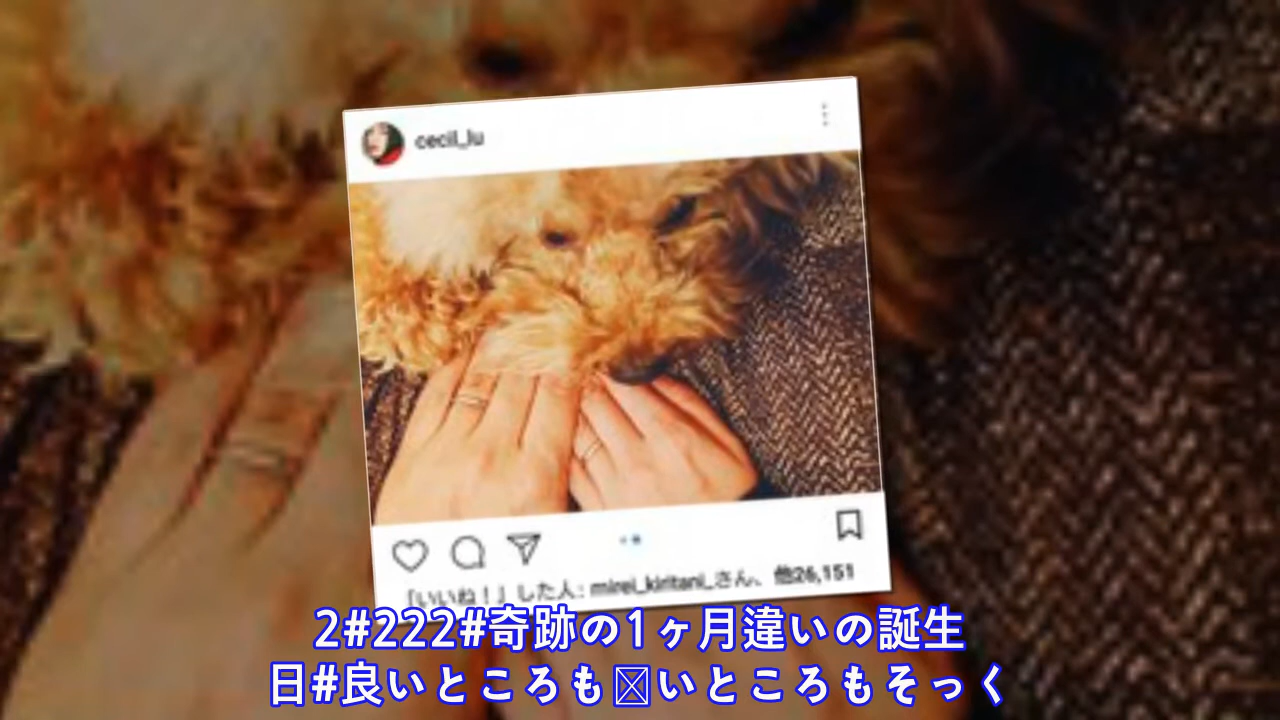 cecil_lu
「いいね！」した人: mirei_kiritani_さん、他26,151
2#222#奇跡の1ヶ月違いの誕生
日#良いところも〿いところもそっく